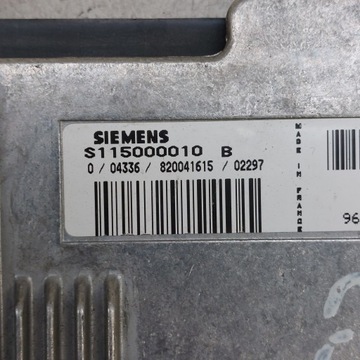 SIEMENS
S115000010 B
0 / 04336 / 820041615 / 02297
MADE IN FRANCE
96